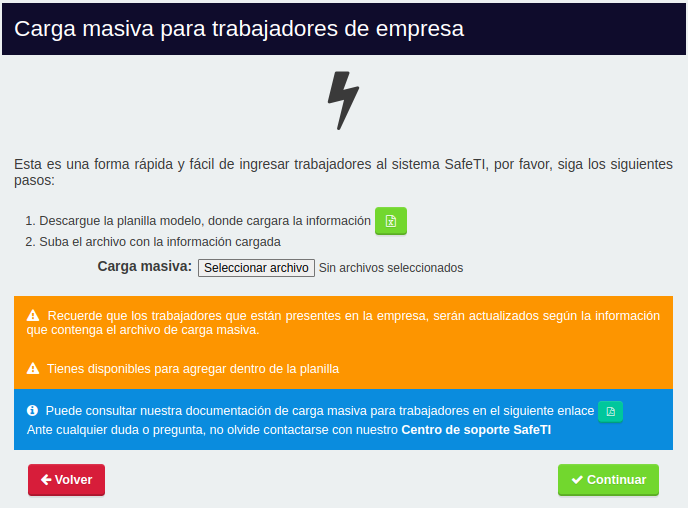 Carga masiva para trabajadores de empresa
Esta es una forma rápida y fácil de ingresar trabajadores al sistema SafeTI, por favor, siga los siguientes
pasos:
1. Descargue la planilla modelo, donde cargara la información
2. Suba el archivo con la información cargada
Carga masiva: Seleccionar archivo Sin archivos seleccionados
Recuerde que los trabajadores que están presentes en la empresa, serán actualizados según la información
que contenga el archivo de carga masiva.
Tienes disponibles para agregar dentro de la planilla
Puede consultar nuestra documentación de carga masiva para trabajadores en el siguiente enlace
Ante cualquier duda o pregunta, no olvide contactarse con nuestro Centro de soporte SafeTI
Volver Continuar